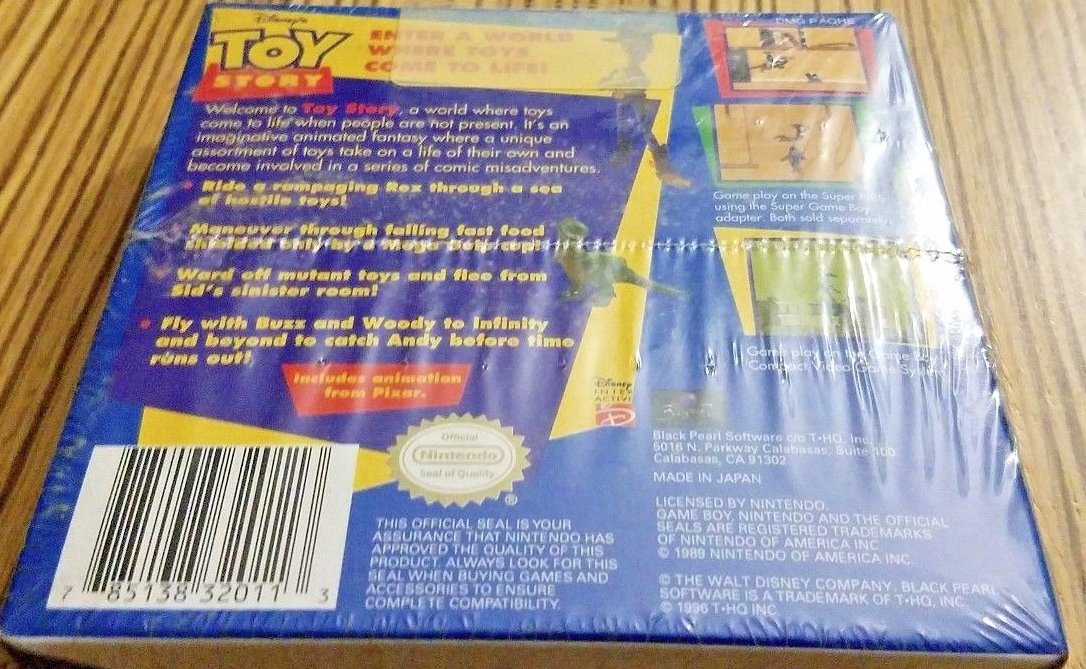 Disney's
TOY
STORY
ENTER A WORLD
WHERE TOYS
COME TO LIFE!
Welcome to Toy Story, a world where toys
come to life when people are not present. It's an
imaginative animated fantasy where a unique
assortment of toys take on a life of their own and
become involved in a series of comic misadventures.
• Ride a rampaging Rex through a sea
of hostile toys!
• Maneuver through falling fast food
shielded only by a Mega Gulp cup!
• Ward off mutant toys and flee from
Sid's sinister room!
• Fly with Buzz and Woody to infinity
and beyond to catch Andy before time
runs out!
Includes animation
from Pixar.
DMG P AQHE
Game play on the Super NES
using the Super Game Boy
adapter. Both sold separately.
Game play on the Game Boy
Compact Video Game System
Disney
INTER
ACTIVE
Black Pearl Software c/o T•HQ, Inc.
5016 N. Parkway Calabasas, Suite 100
Calabasas, CA 91302
MADE IN JAPAN
LICENSED BY NINTENDO.
GAME BOY, NINTENDO AND THE OFFICIAL
SEALS ARE REGISTERED TRADEMARKS
OF NINTENDO OF AMERICA INC.
© 1989 NINTENDO OF AMERICA INC.
© THE WALT DISNEY COMPANY. BLACK PEARL
SOFTWARE IS A TRADEMARK OF T•HQ, INC.
© 1996 T•HQ INC.
Official
Nintendo
Seal of Quality
®
THIS OFFICIAL SEAL IS YOUR
ASSURANCE THAT NINTENDO HAS
APPROVED THE QUALITY OF THIS
PRODUCT. ALWAYS LOOK FOR THIS
SEAL WHEN BUYING GAMES AND
ACCESSORIES TO ENSURE
COMPLETE COMPATIBILITY.
7 85138 32011 3